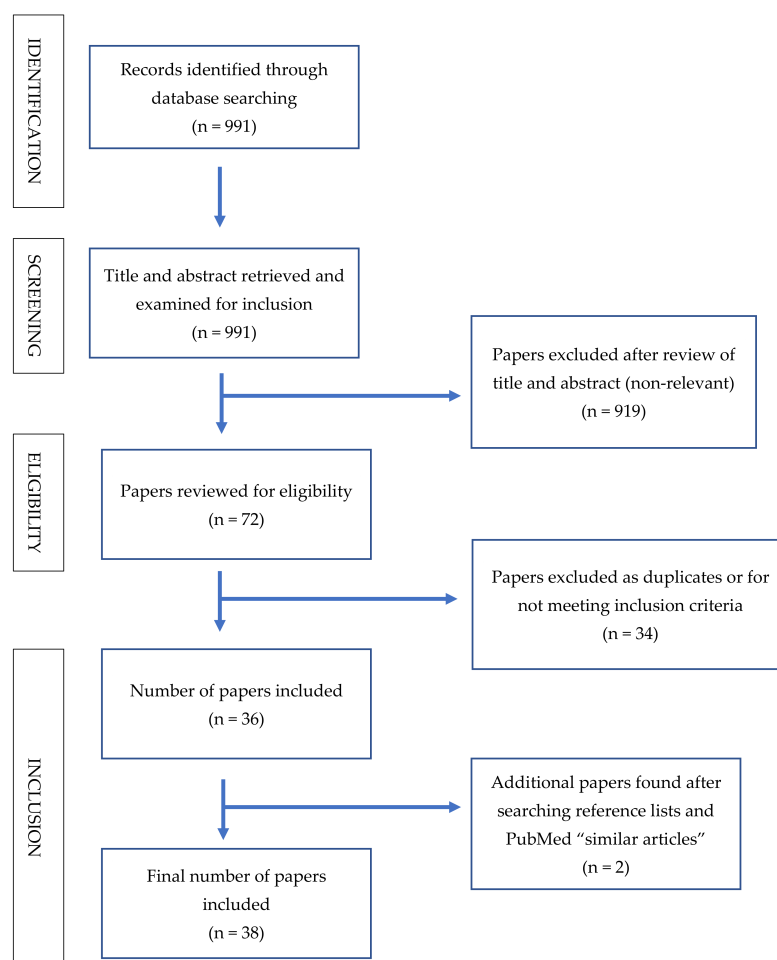 IDENTIFICATION
Records identified through
database searching
(n = 991)
SCREENING
Title and abstract retrieved and
examined for inclusion
(n = 991)
Papers excluded after review of
title and abstract (non-relevant)
(n = 919)
ELIGIBILITY
Papers reviewed for eligibility
(n = 72)
Papers excluded as duplicates or for
not meeting inclusion criteria
(n = 34)
INCLUSION
Number of papers included
(n = 36)
Additional papers found after
searching reference lists and
PubMed “similar articles”
(n = 2)
Final number of papers
included
(n = 38)